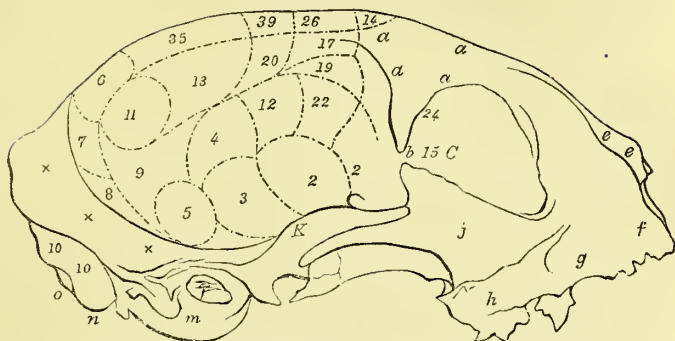 39 26 14
35 17 a a
6 13 20 19 a
11 12 22 a 24
7 4 b 15 C e e
9 2 2
8 5 3 K j f
10 10 g
o n m h
× × ×